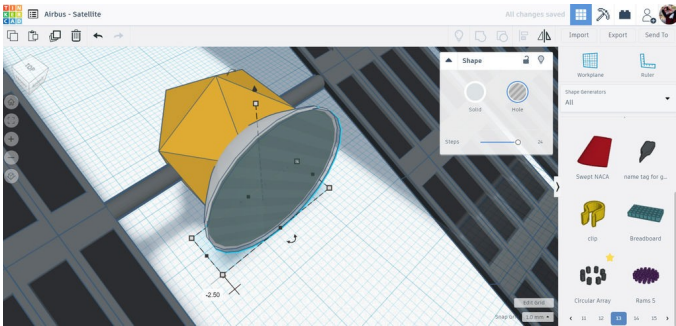 TIN
KER
CAD
Airbus - Satellite
All changes saved
Import
Export
Send To
Shape
Solid
Hole
Steps
24
Workplane
Ruler
Shape Generators
All
Swept NACA
name tag for g...
clip
Breadboard
Circular Array
Rams 5
-2.50
Edit Grid
Snap Grid
1.0 mm
11 12 13 14 15